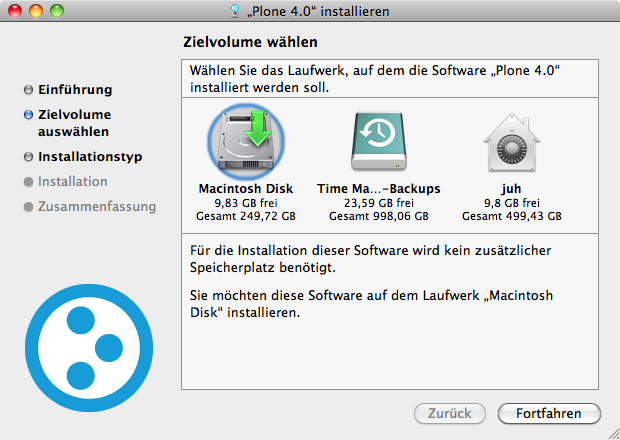 „Plone 4.0“ installieren
Zielvolume wählen
Einführung
Zielvolume
auswählen
Installationstyp
Installation
Zusammenfassung
Wählen Sie das Laufwerk, auf dem die Software „Plone 4.0“
installiert werden soll.
Macintosh Disk
9,83 GB frei
Gesamt 249,72 GB
Time Ma...-Backups
23,59 GB frei
Gesamt 998,06 GB
juh
9,8 GB frei
Gesamt 499,43 GB
Für die Installation dieser Software wird kein zusätzlicher
Speicherplatz benötigt.
Sie möchten diese Software auf dem Laufwerk „Macintosh
Disk“ installieren.
Zurück
Fortfahren